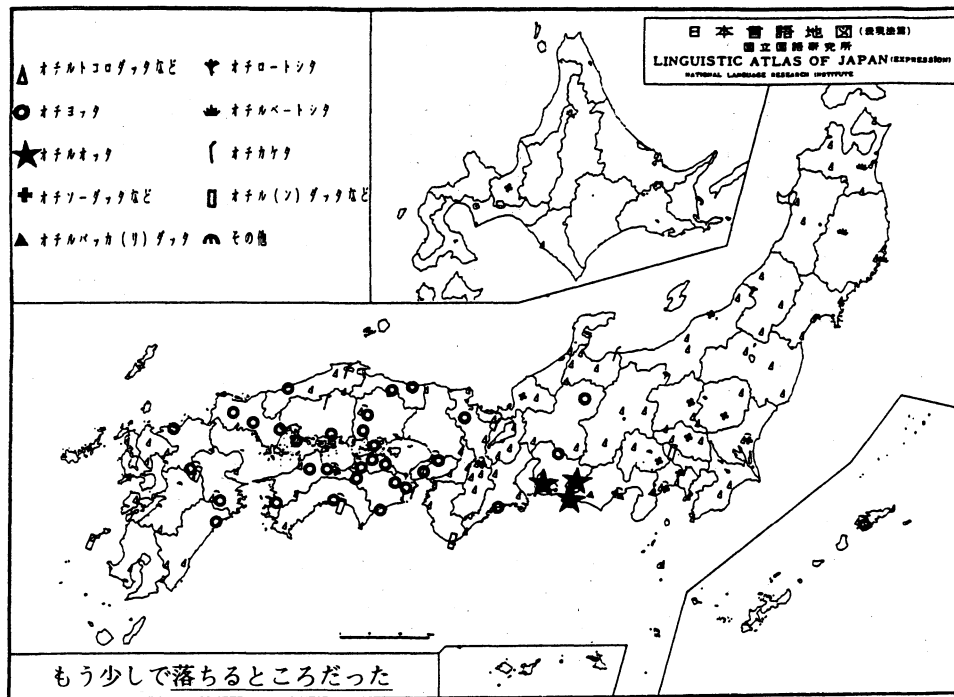 日本言語地図(表現法篇)
国立国語研究所
LINGUISTIC ATLAS OF JAPAN (EXPRESSION)
NATIONAL LANGUAGE RESEARCH INSTITUTE
オチルトコロダッタなど
オチヨッタ
オチルオッタ
オチソーダッタなど
オチルバッカ(リ)ダッタ
オチロートシタ
オチルベートシタ
オチカケタ
オチル(ン)ダッタなど
その他
もう少しで落ちるところだった